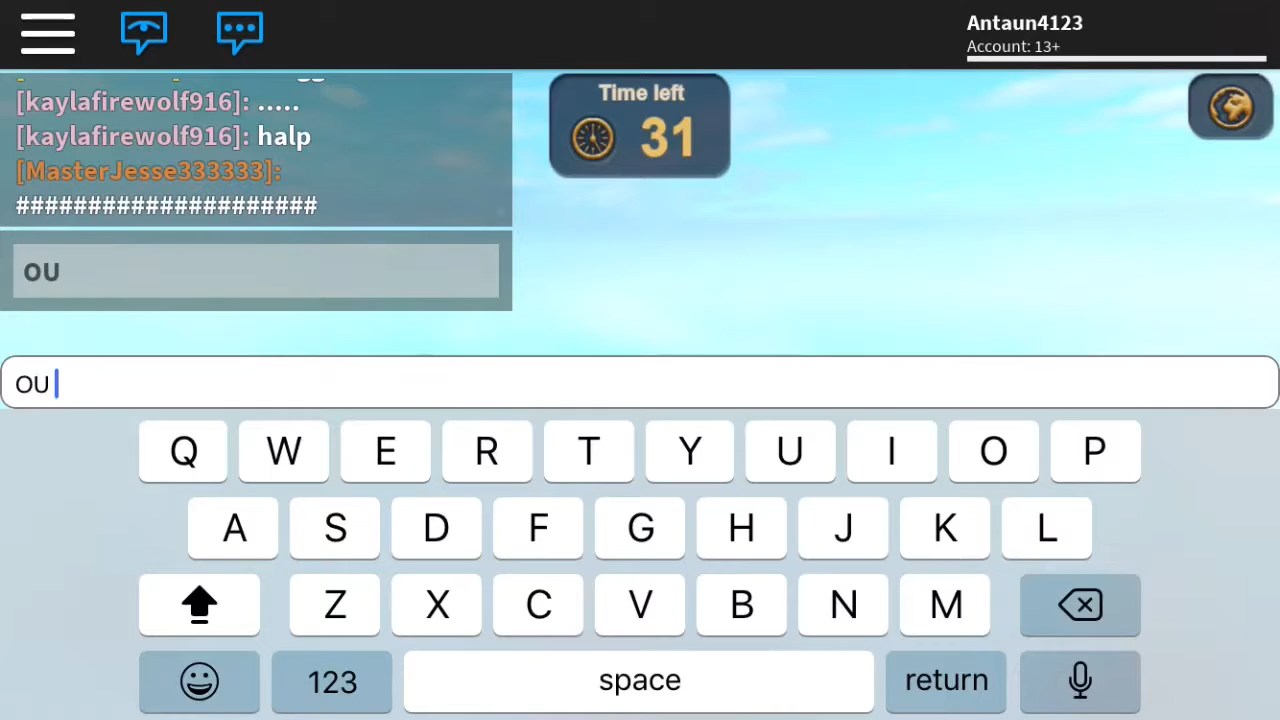 Antaun4123
Account: 13+
[kaylafirewolf916]: .....
[kaylafirewolf916]: halp
[MasterJesse333333]:
#####################
Time left
31
OU
OU
Q W E R T Y U I O P
A S D F G H J K L
Z X C V B N M
123 space return